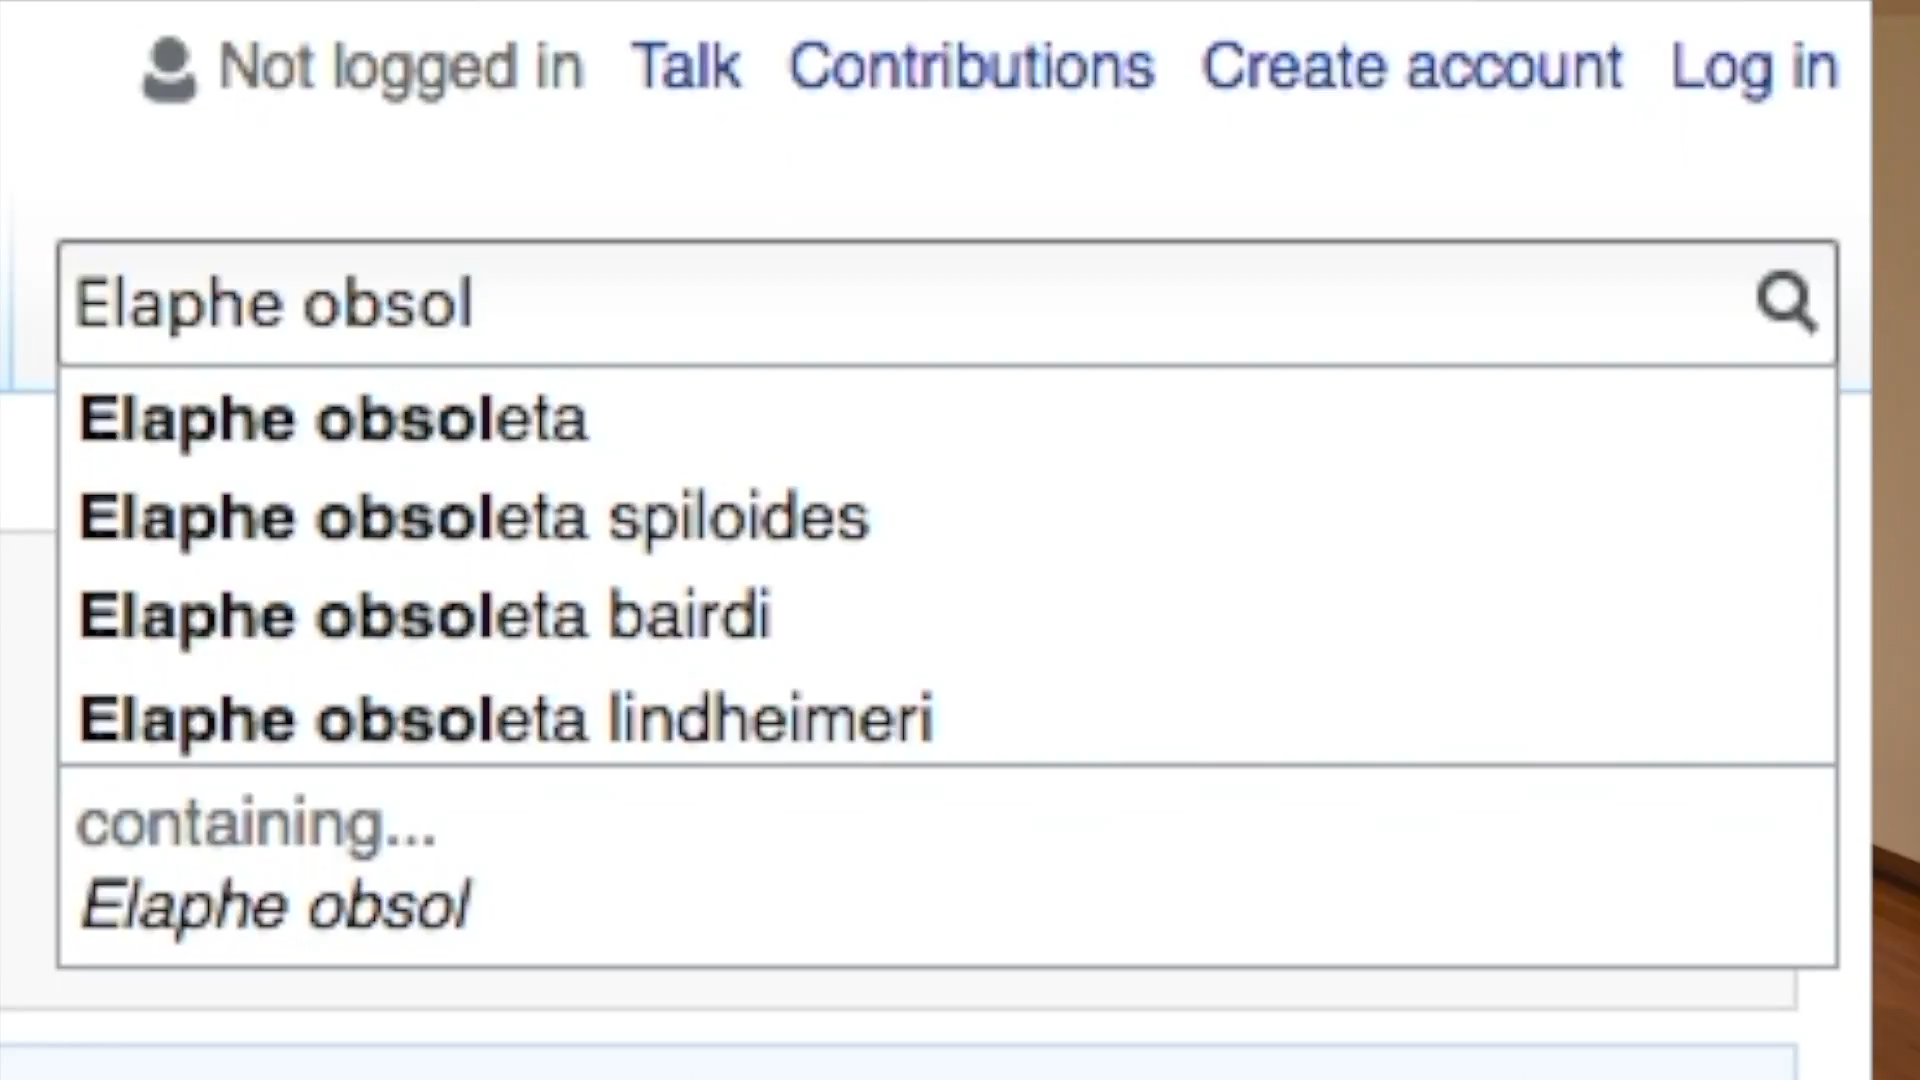 Not logged in Talk Contributions Create account Log in
Elaphe obsol
Elaphe obsoleta
Elaphe obsoleta spiloides
Elaphe obsoleta bairdi
Elaphe obsoleta lindheimeri
containing...
Elaphe obsol